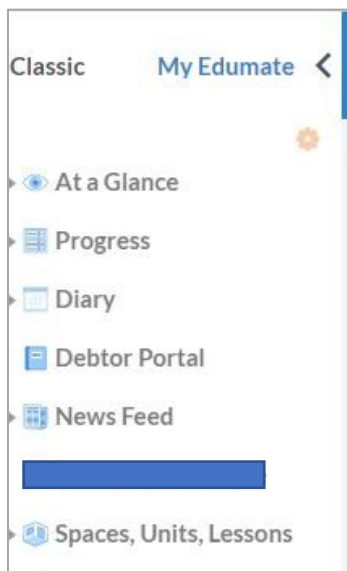 Classic My Edumate
At a Glance
Progress
Diary
Debtor Portal
News Feed
Spaces, Units, Lessons